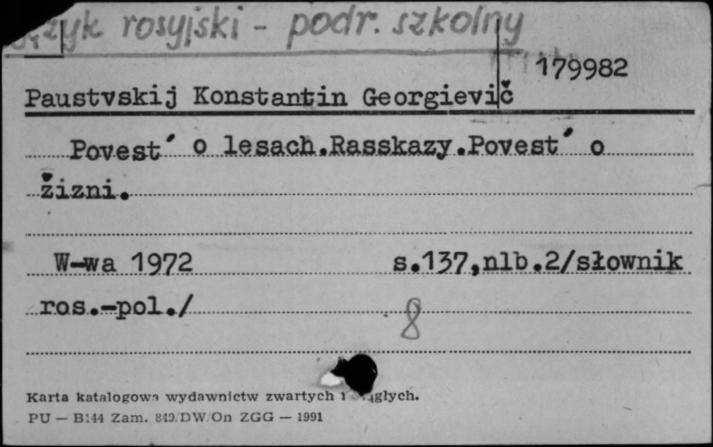 język rosyjski - podr. szkolny
179982
Paustvskij Konstantin Georgievič
Povest´ o lesach.Rasskazy.Povest´ o
žizni.
W-wa 1972 s.137,nlb.2/słownik
ros.-pol./
8
Karta katalogowa wydawnictw zwartych i
PU — B144 Zam. 849/DW/On ZGG — 1991